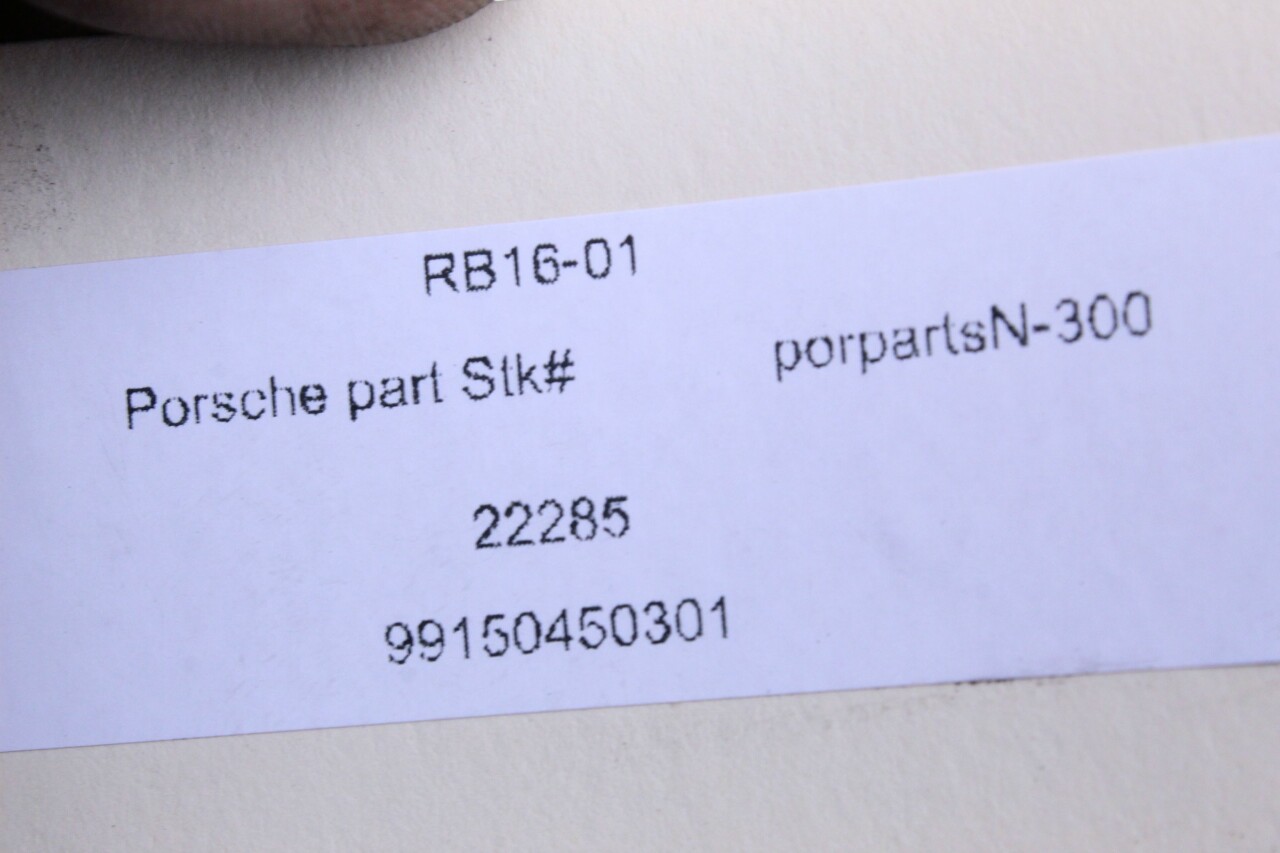 RB16-01
Porsche part Stk# porpartsN-300
22285
99150450301